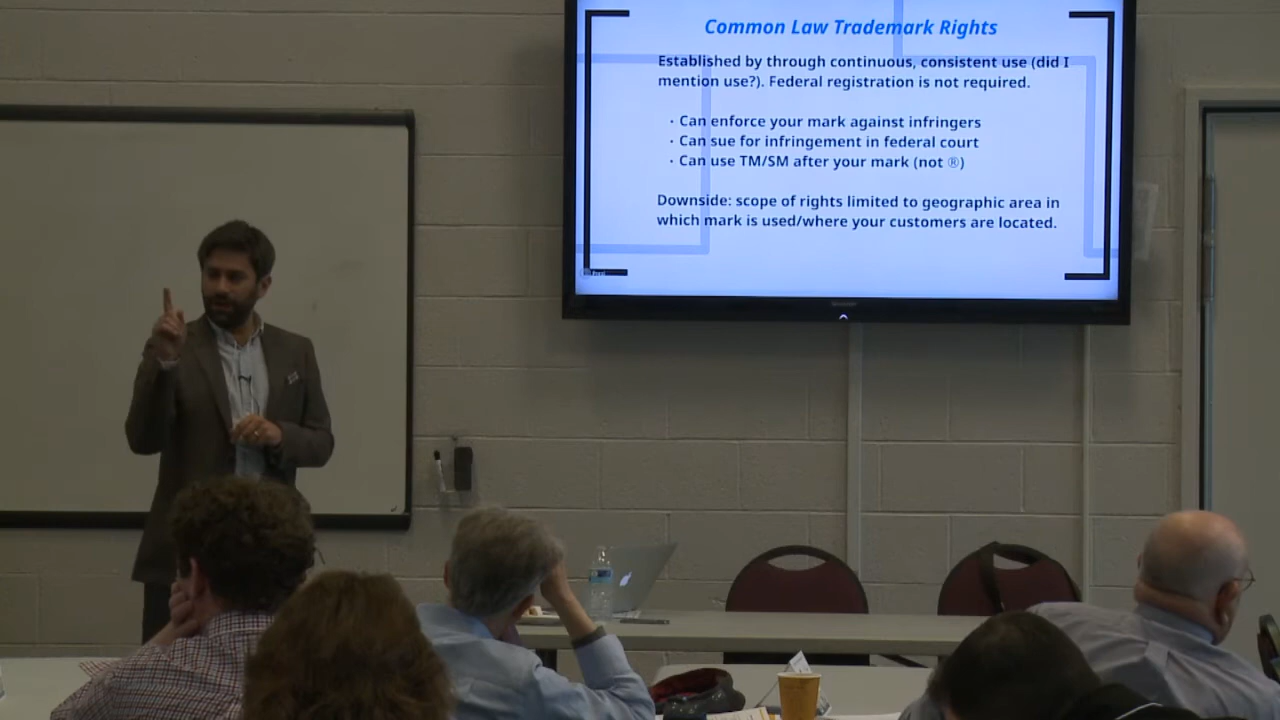 Common Law Trademark Rights
Established by through continuous, consistent use (did I
mention use?). Federal registration is not required.
· Can enforce your mark against infringers
· Can sue for infringement in federal court
· Can use TM/SM after your mark (not ®)
Downside: scope of rights limited to geographic area in
which mark is used/where your customers are located.
Prezi